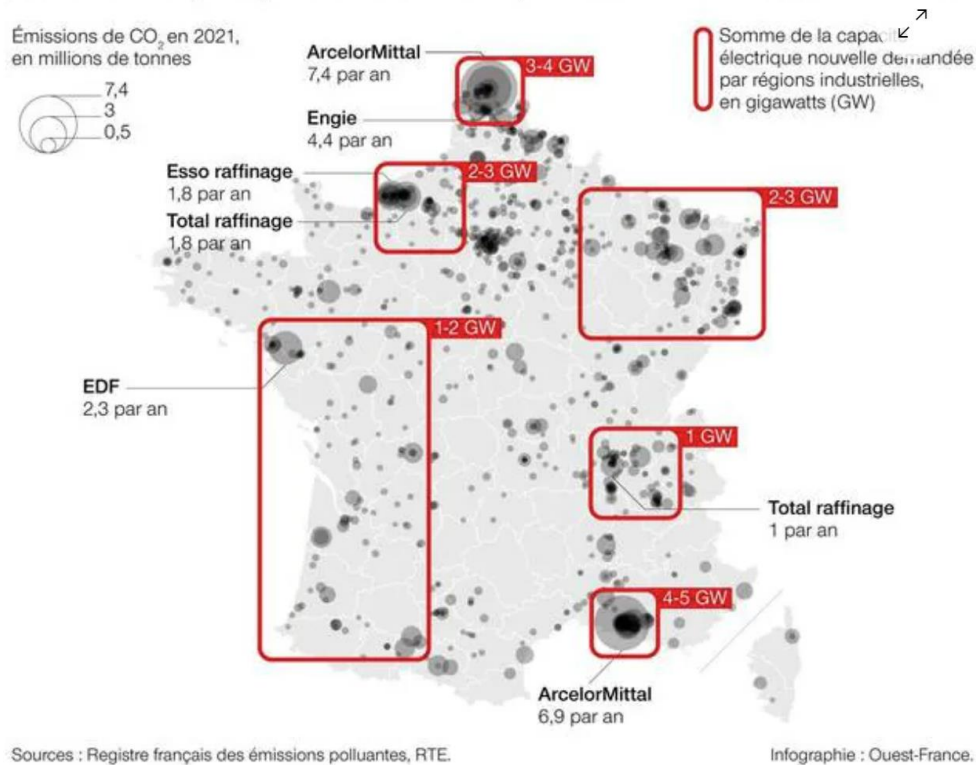 Émissions de CO2 en 2021,
en millions de tonnes
7,4
3
0,5
ArcelorMittal
7,4 par an
3-4 GW
Somme de la
électrique nouvelle demandée
par régions industrielles,
en gigawatts (GW)
Engie
4,4 par an
Esso raffinage
1,8 par an
2-3 GW
Total raffinage
1,8 par an
2-3 GW
1-2 GW
EDF
2,3 par an
1 GW
Total raffinage
1 par an
4-5 GW
ArcelorMittal
6,9 par an
Sources : Registre français des émissions polluantes, RTE.
Infographie : Ouest-France.